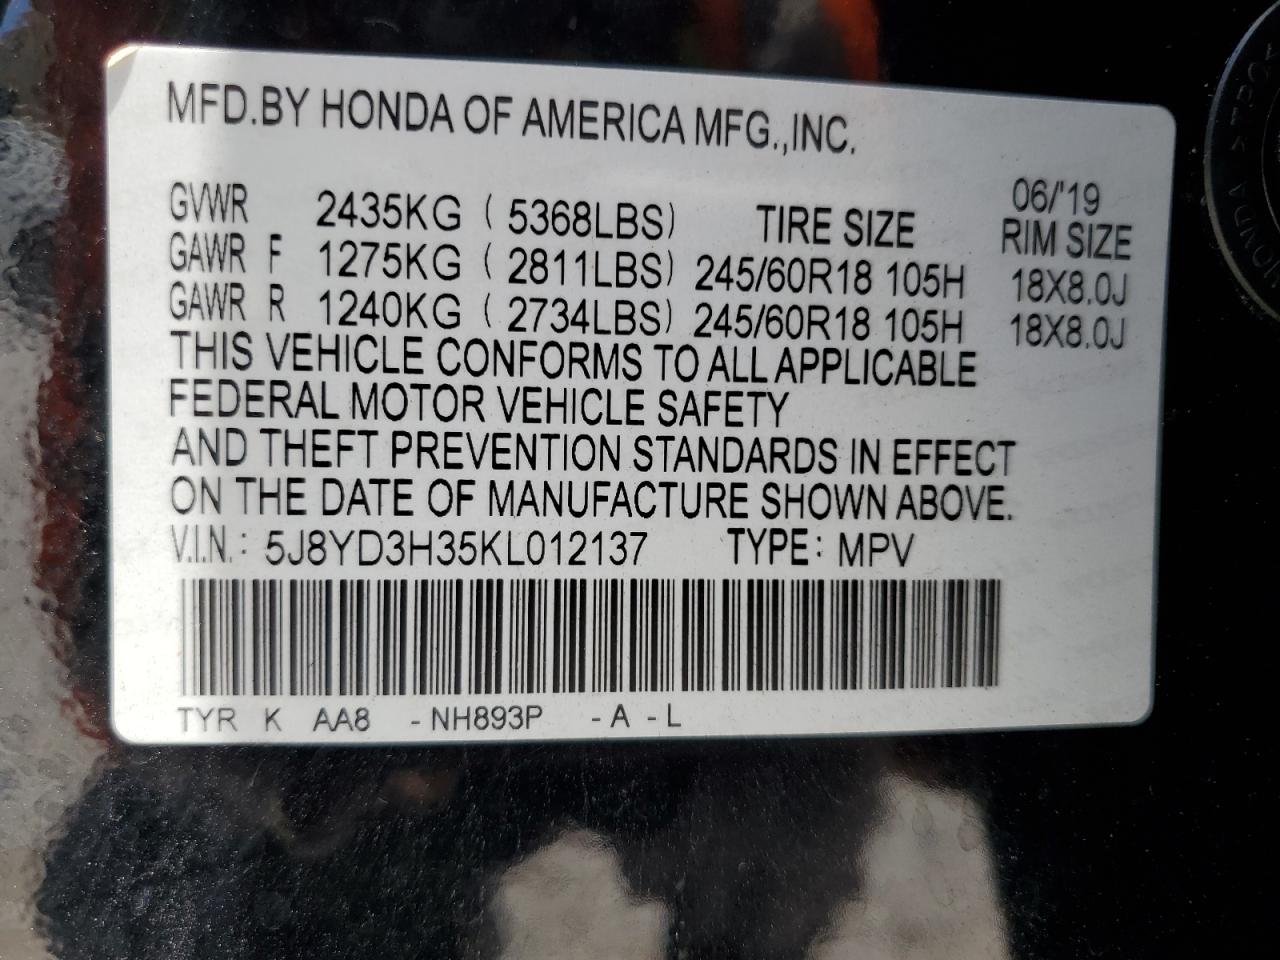 MFD.BY HONDA OF AMERICA MFG.,INC.
06/'19
GVWR 2435KG ( 5368LBS) TIRE SIZE RIM SIZE
GAWR F 1275KG ( 2811LBS) 245/60R18 105H 18X8.0J
GAWR R 1240KG ( 2734LBS) 245/60R18 105H 18X8.0J
THIS VEHICLE CONFORMS TO ALL APPLICABLE
FEDERAL MOTOR VEHICLE SAFETY
AND THEFT PREVENTION STANDARDS IN EFFECT
ON THE DATE OF MANUFACTURE SHOWN ABOVE.
V.I.N.: 5J8YD3H35KL012137 TYPE: MPV
TYR K AA8 -NH893P -A -L
HONDA